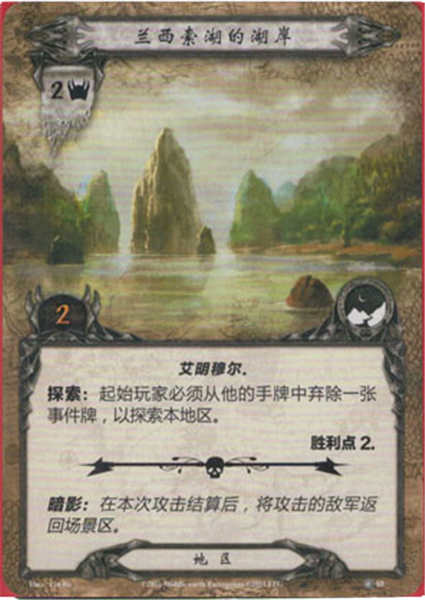 兰西素湖的湖岸
2
2
艾明穆尔.
探索：起始玩家必须从他的手牌中弃除一张
事件牌，以探索本地区。
胜利点 2.
暗影：在本次攻击结算后，将攻击的敌军返
回场景区。
地区